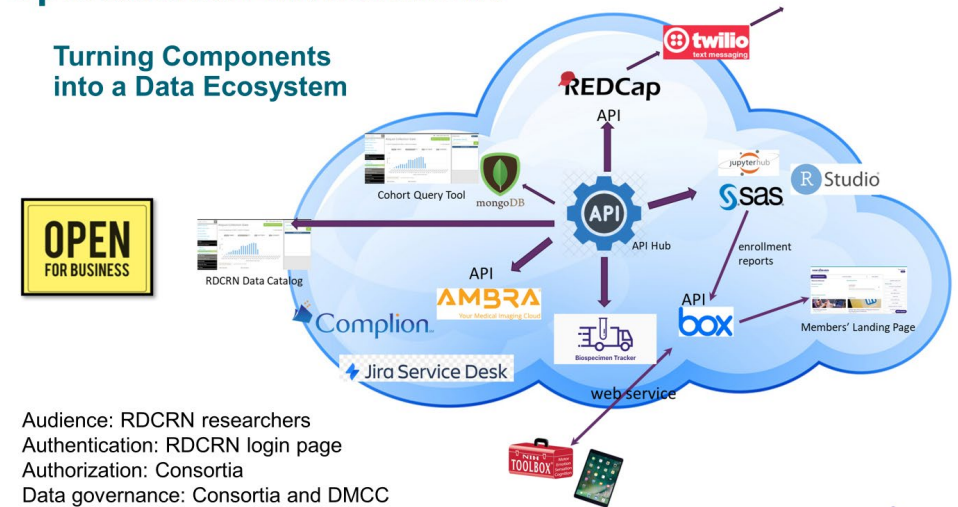 Turning Components
into a Data Ecosystem
twilio
text messaging
REDCap
API
Cohort Query Tool
mongoDB
jupyterhub
sas
R Studio
API
API Hub
OPEN
FOR BUSINESS
RDCRN Data Catalog
enrollment
reports
API
AMBRA
Your Medical Imaging Cloud
API
box
Members' Landing Page
Complion
Biospecimen Tracker
Jira Service Desk
web service
Audience: RDCRN researchers
Authentication: RDCRN login page
Authorization: Consortia
Data governance: Consortia and DMCC
NIH
TOOLBOX